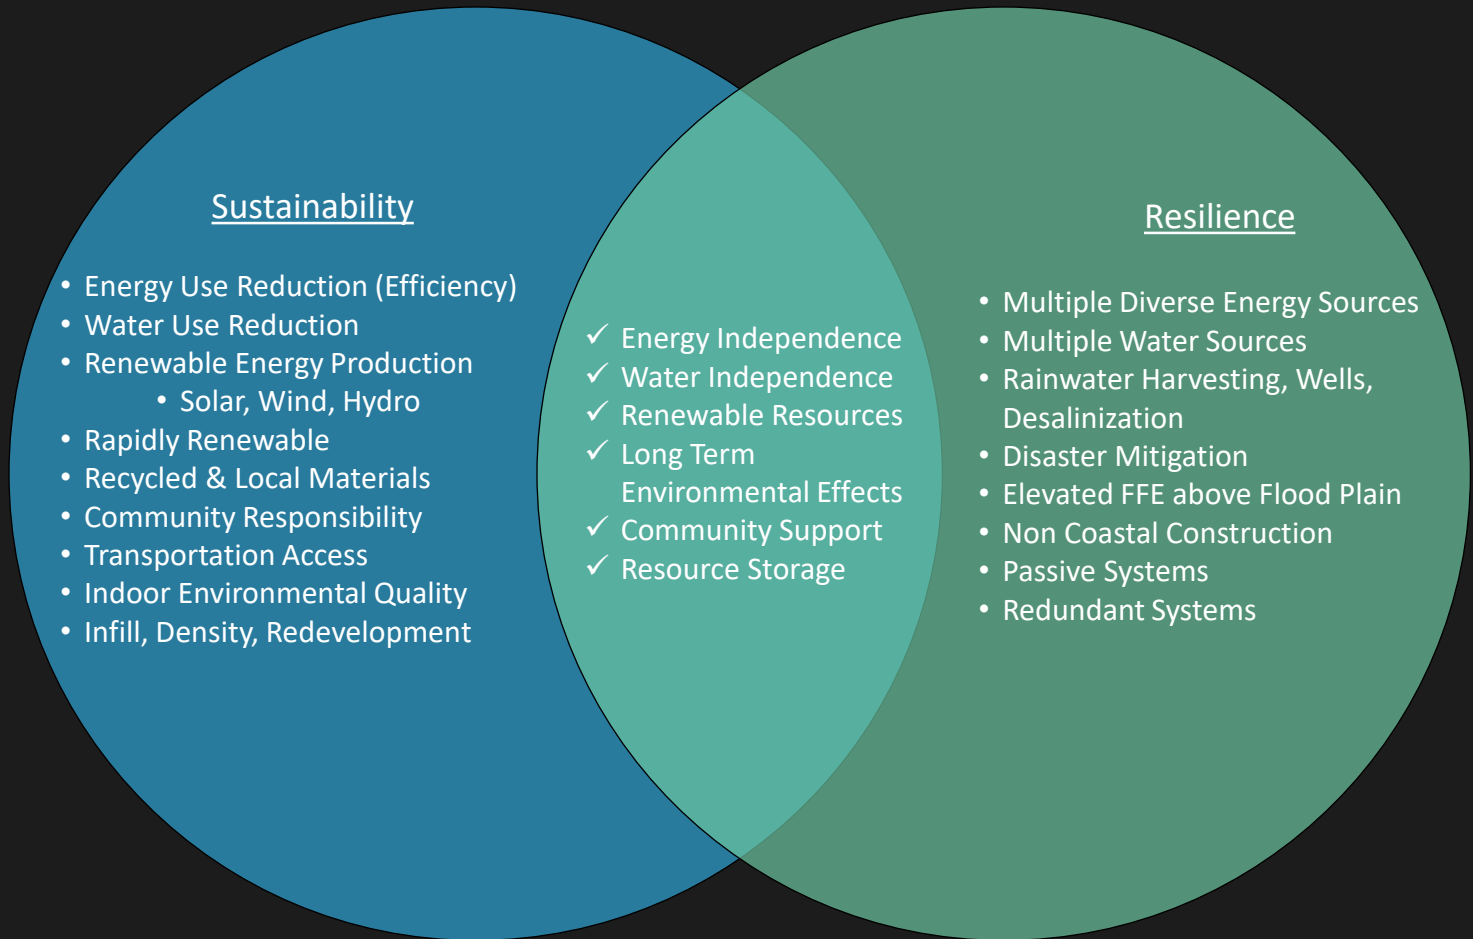 Sustainability
• Energy Use Reduction (Efficiency)
• Water Use Reduction
• Renewable Energy Production
• Solar, Wind, Hydro
• Rapidly Renewable
• Recycled & Local Materials
• Community Responsibility
• Transportation Access
• Indoor Environmental Quality
• Infill, Density, Redevelopment
✓ Energy Independence
✓ Water Independence
✓ Renewable Resources
✓ Long Term
Environmental Effects
✓ Community Support
✓ Resource Storage
Resilience
• Multiple Diverse Energy Sources
• Multiple Water Sources
• Rainwater Harvesting, Wells,
Desalinization
• Disaster Mitigation
• Elevated FFE above Flood Plain
• Non Coastal Construction
• Passive Systems
• Redundant Systems